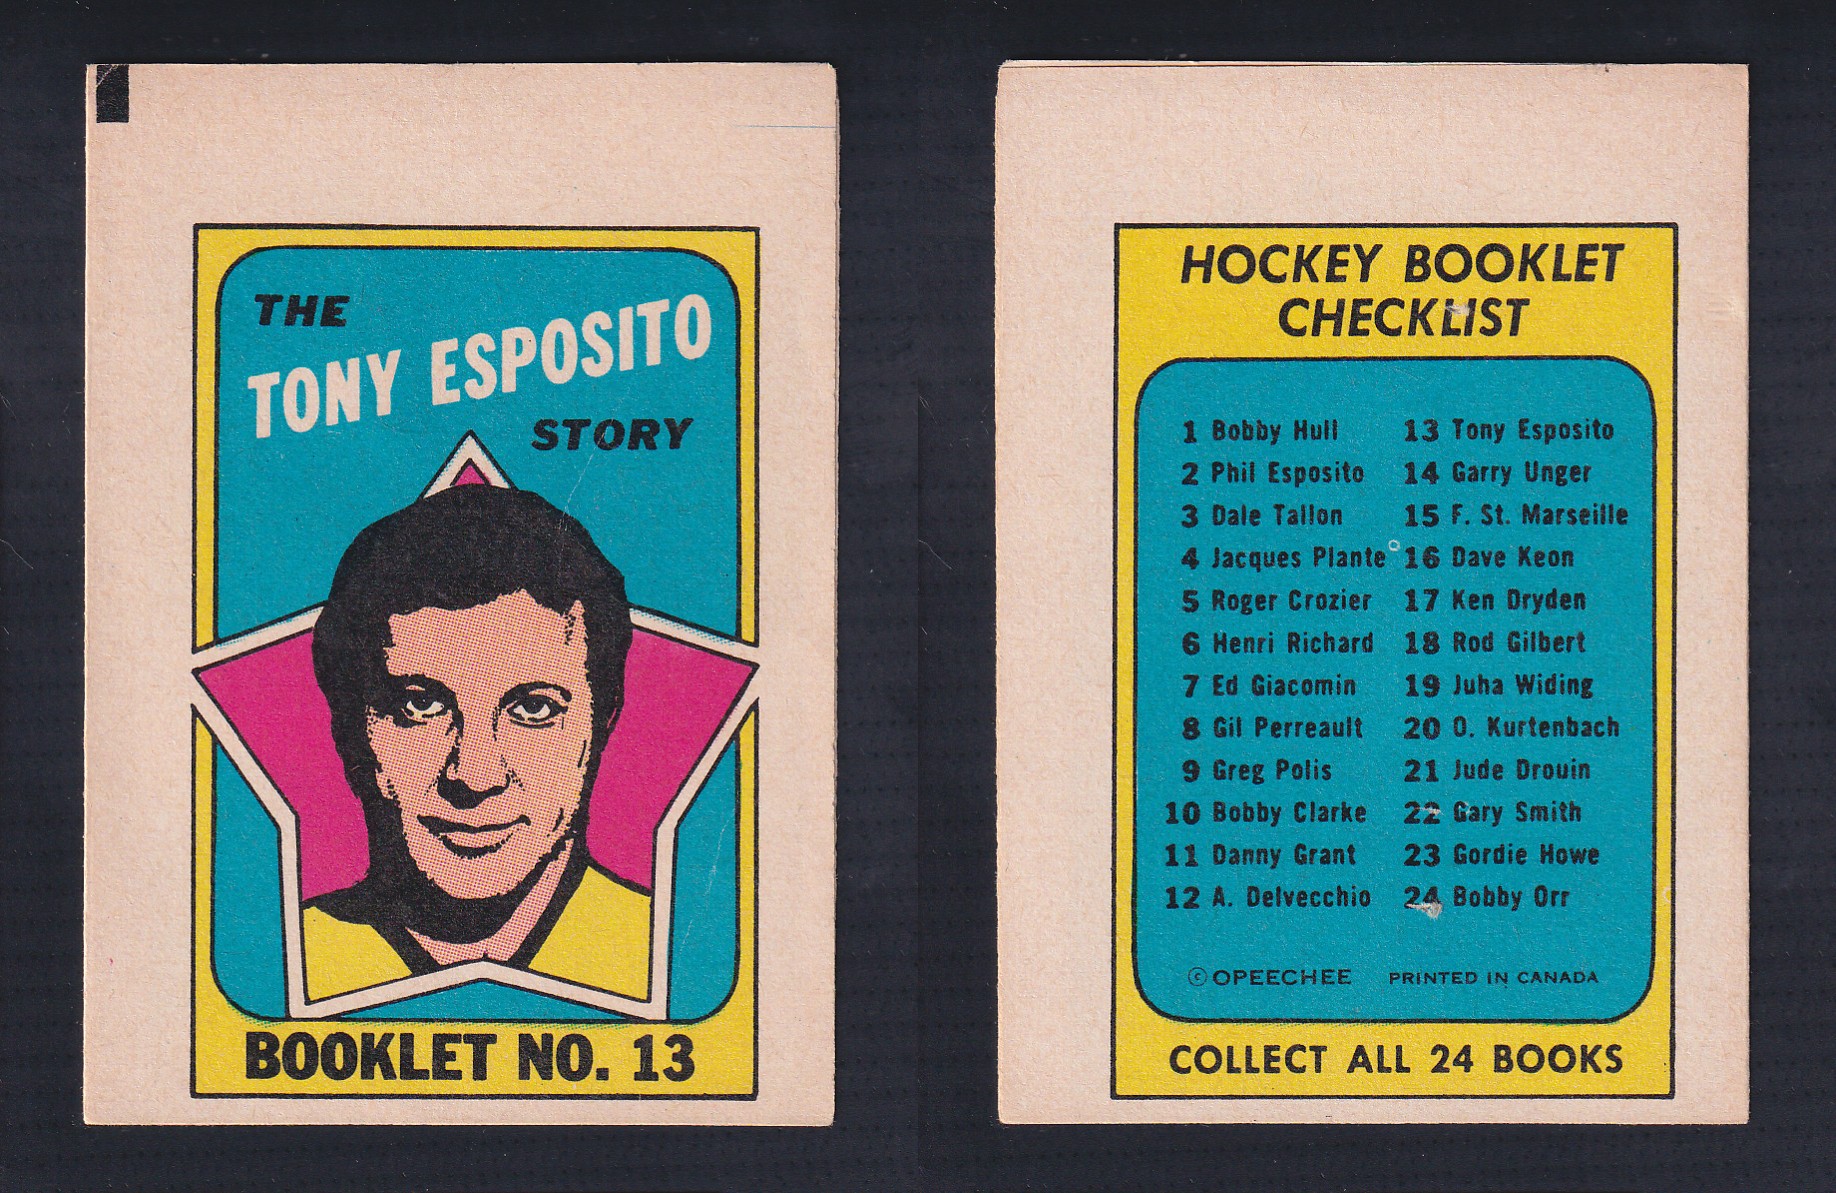 THE
TONY ESPOSITO
STORY
BOOKLET NO. 13
HOCKEY BOOKLET
CHECKLIST
1 Bobby Hull
2 Phil Esposito
3 Dale Tallon
4 Jacques Plante
5 Roger Crozier
6 Henri Richard
7 Ed Giacomin
8 Gil Perreault
9 Greg Polis
10 Bobby Clarke
11 Danny Grant
12 A. Delvecchio
13 Tony Esposito
14 Garry Unger
15 F. St. Marseille
16 Dave Keon
17 Ken Dryden
18 Rod Gilbert
19 Juha Widing
20 O. Kurtenbach
21 Jude Drouin
22 Gary Smith
23 Gordie Howe
24 Bobby Orr
© OPEECHEE PRINTED IN CANADA
COLLECT ALL 24 BOOKS